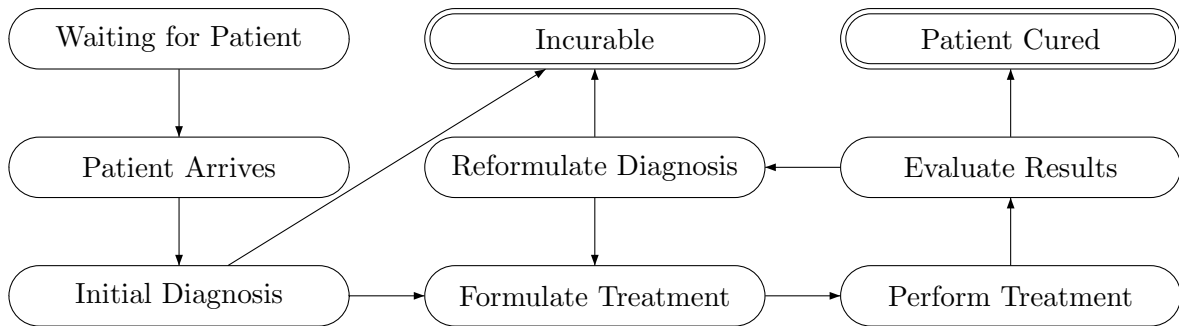 Waiting for Patient
Incurable
Patient Cured
Patient Arrives
Reformulate Diagnosis
Evaluate Results
Initial Diagnosis
Formulate Treatment
Perform Treatment